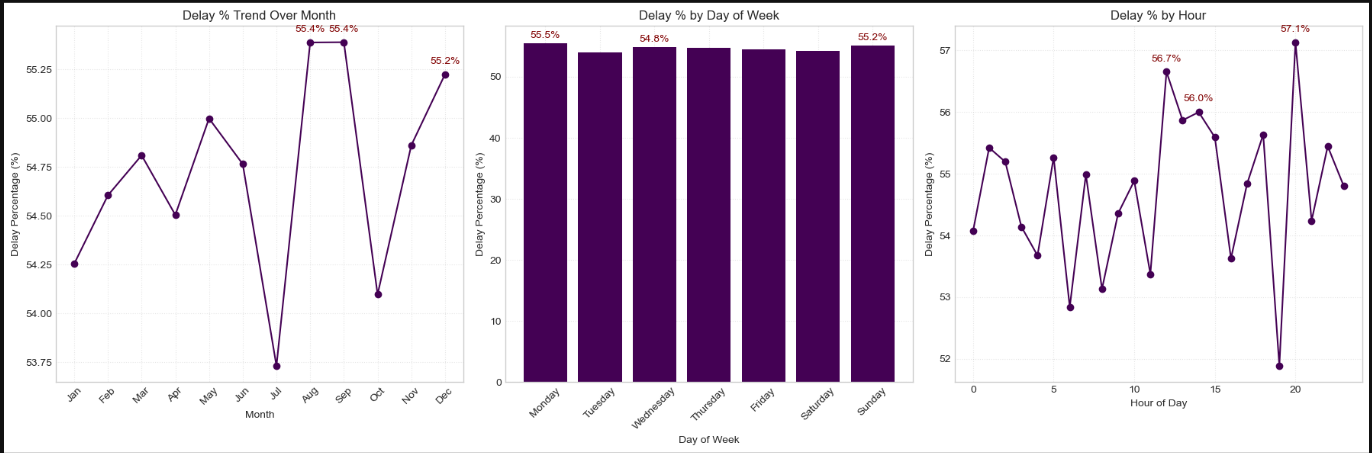 Delay % Trend Over Month
55.4%
55.4%
55.2%
55.25
55.00
54.75
54.50
54.25
54.00
53.75
Delay Percentage (%)
Jan
Feb
Mar
Apr
May
Jun
Jul
Aug
Sep
Oct
Nov
Dec
Month
Delay % by Day of Week
55.5%
54.8%
55.2%
50
40
30
20
10
0
Delay Percentage (%)
Monday
Tuesday
Wednesday
Thursday
Friday
Saturday
Sunday
Day of Week
Delay % by Hour
57.1%
56.7%
56.0%
57
56
55
54
53
52
Delay Percentage (%)
0
5
10
15
20
Hour of Day